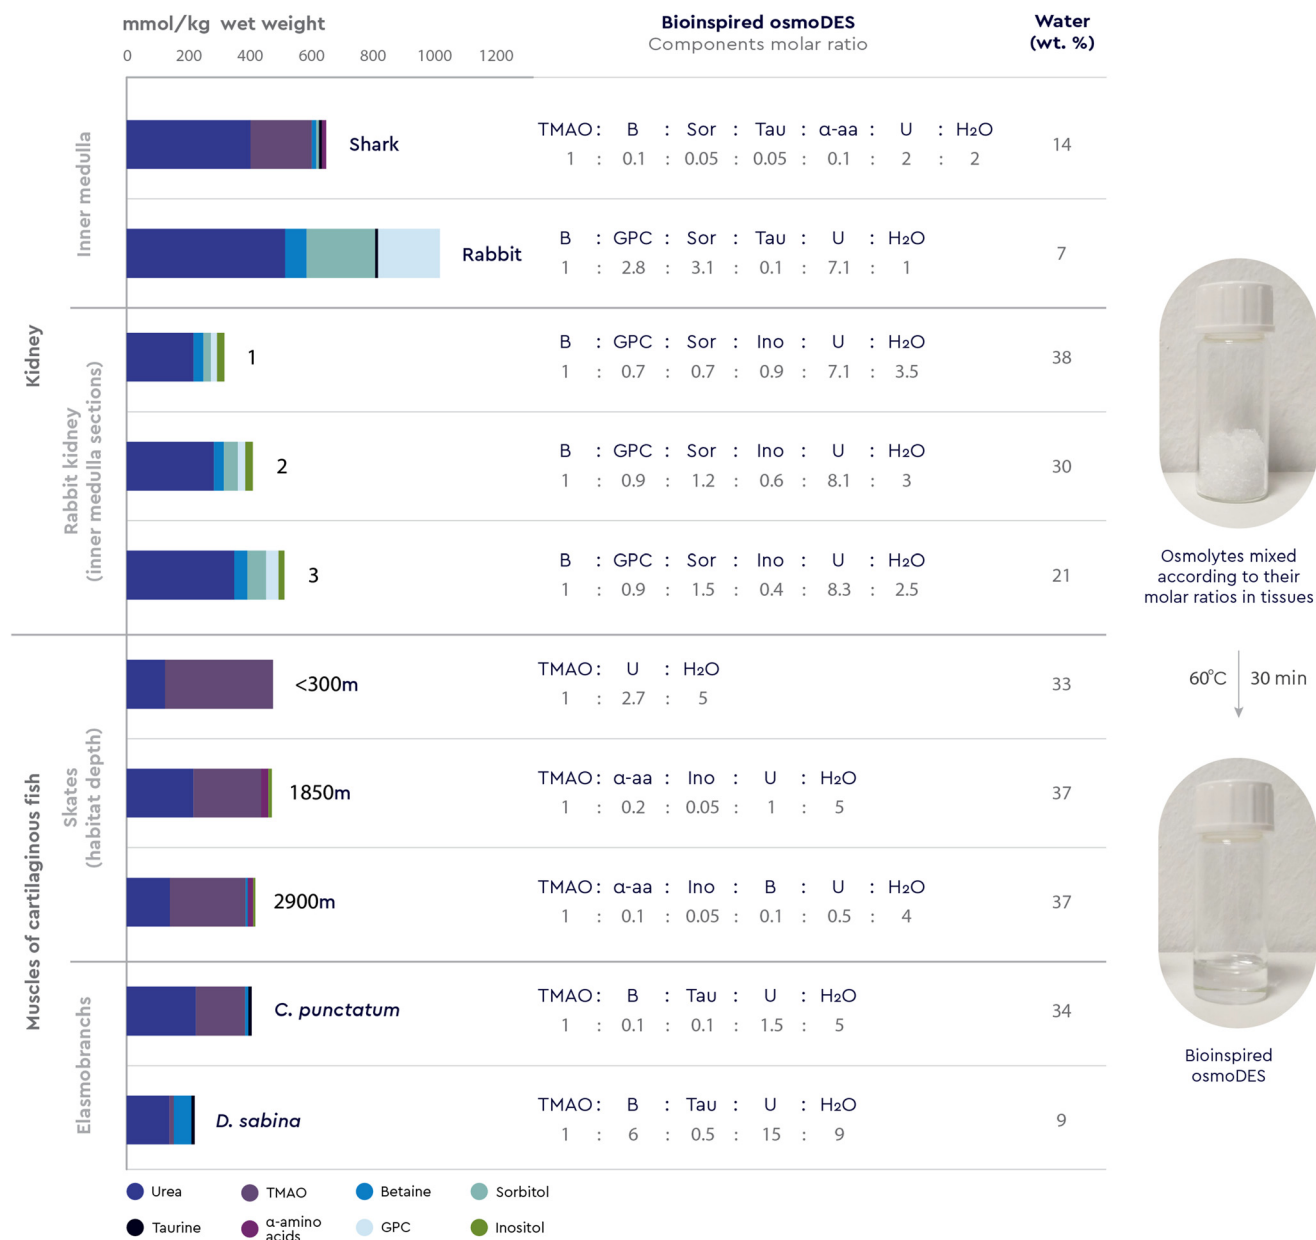 mmol/kg wet weight
Bioinspired osmoDES
Components molar ratio
Water
(wt. %)
0 200 400 600 800 1000 1200
Kidney
Inner medulla
Shark
TMAO : B : Sor : Tau : α-aa : U : H₂O
1 : 0.1 : 0.05 : 0.05 : 0.1 : 2 : 2
14
Rabbit
B : GPC : Sor : Tau : U : H₂O
1 : 2.8 : 3.1 : 0.1 : 7.1 : 1
7
Rabbit kidney
(inner medulla sections)
1
B : GPC : Sor : Ino : U : H₂O
1 : 0.7 : 0.7 : 0.9 : 7.1 : 3.5
38
2
B : GPC : Sor : Ino : U : H₂O
1 : 0.9 : 1.2 : 0.6 : 8.1 : 3
30
3
B : GPC : Sor : Ino : U : H₂O
1 : 0.9 : 1.5 : 0.4 : 8.3 : 2.5
21
Muscles of cartilaginous fish
Skates
(habitat depth)
<300m
TMAO : U : H₂O
1 : 2.7 : 5
33
1850m
TMAO : α-aa : Ino : U : H₂O
1 : 0.2 : 0.05 : 1 : 5
37
2900m
TMAO : α-aa : Ino : B : U : H₂O
1 : 0.1 : 0.05 : 0.1 : 0.5 : 4
37
Elasmobranchs
C. punctatum
TMAO : B : Tau : U : H₂O
1 : 0.1 : 0.1 : 1.5 : 5
34
D. sabina
TMAO : B : Tau : U : H₂O
1 : 6 : 0.5 : 15 : 9
9
Urea
TMAO
Betaine
Sorbitol
Taurine
α-amino
acids
GPC
Inositol
Osmolytes mixed
according to their
molar ratios in tissues
60°C 30 min
Bioinspired
osmoDES